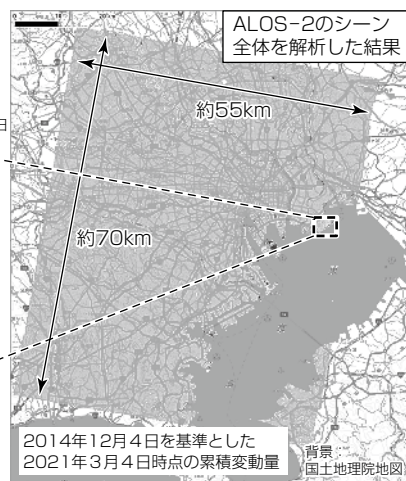 ALOS-2のシーン
全体を解析した結果
日
約55km
約70km
2014年12月4日を基準とした
2021年3月4日時点の累積変動量
背景：
国土地理院地図